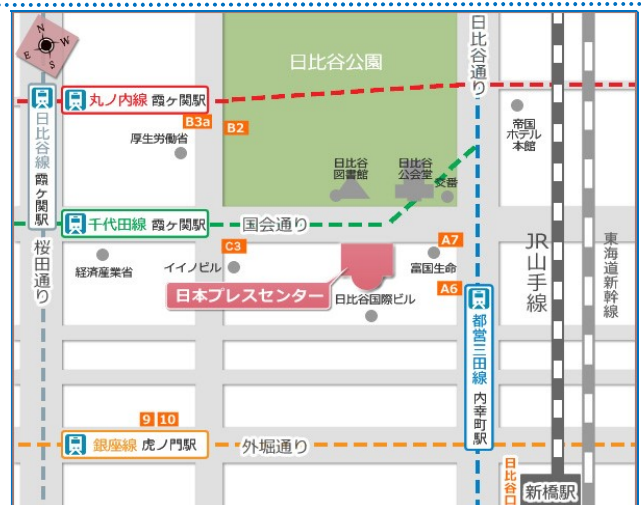 N
W
E
S
日比谷公園
日比谷通り
丸ノ内線 霞ヶ関駅
B3a
B2
厚生労働省
帝国
ホテル
本館
日比谷線 霞ヶ関駅
日比谷
図書館
日比谷
公会堂
交番
千代田線 霞ヶ関駅
国会通り
桜田通り
経済産業省
C3
イイノビル
A7
富国生命
日本プレスセンター
日比谷国際ビル
A6
JR山手線
東海道新幹線
都営三田線 内幸町駅
9 10
銀座線 虎ノ門駅
外堀通り
日比谷口
新橋駅